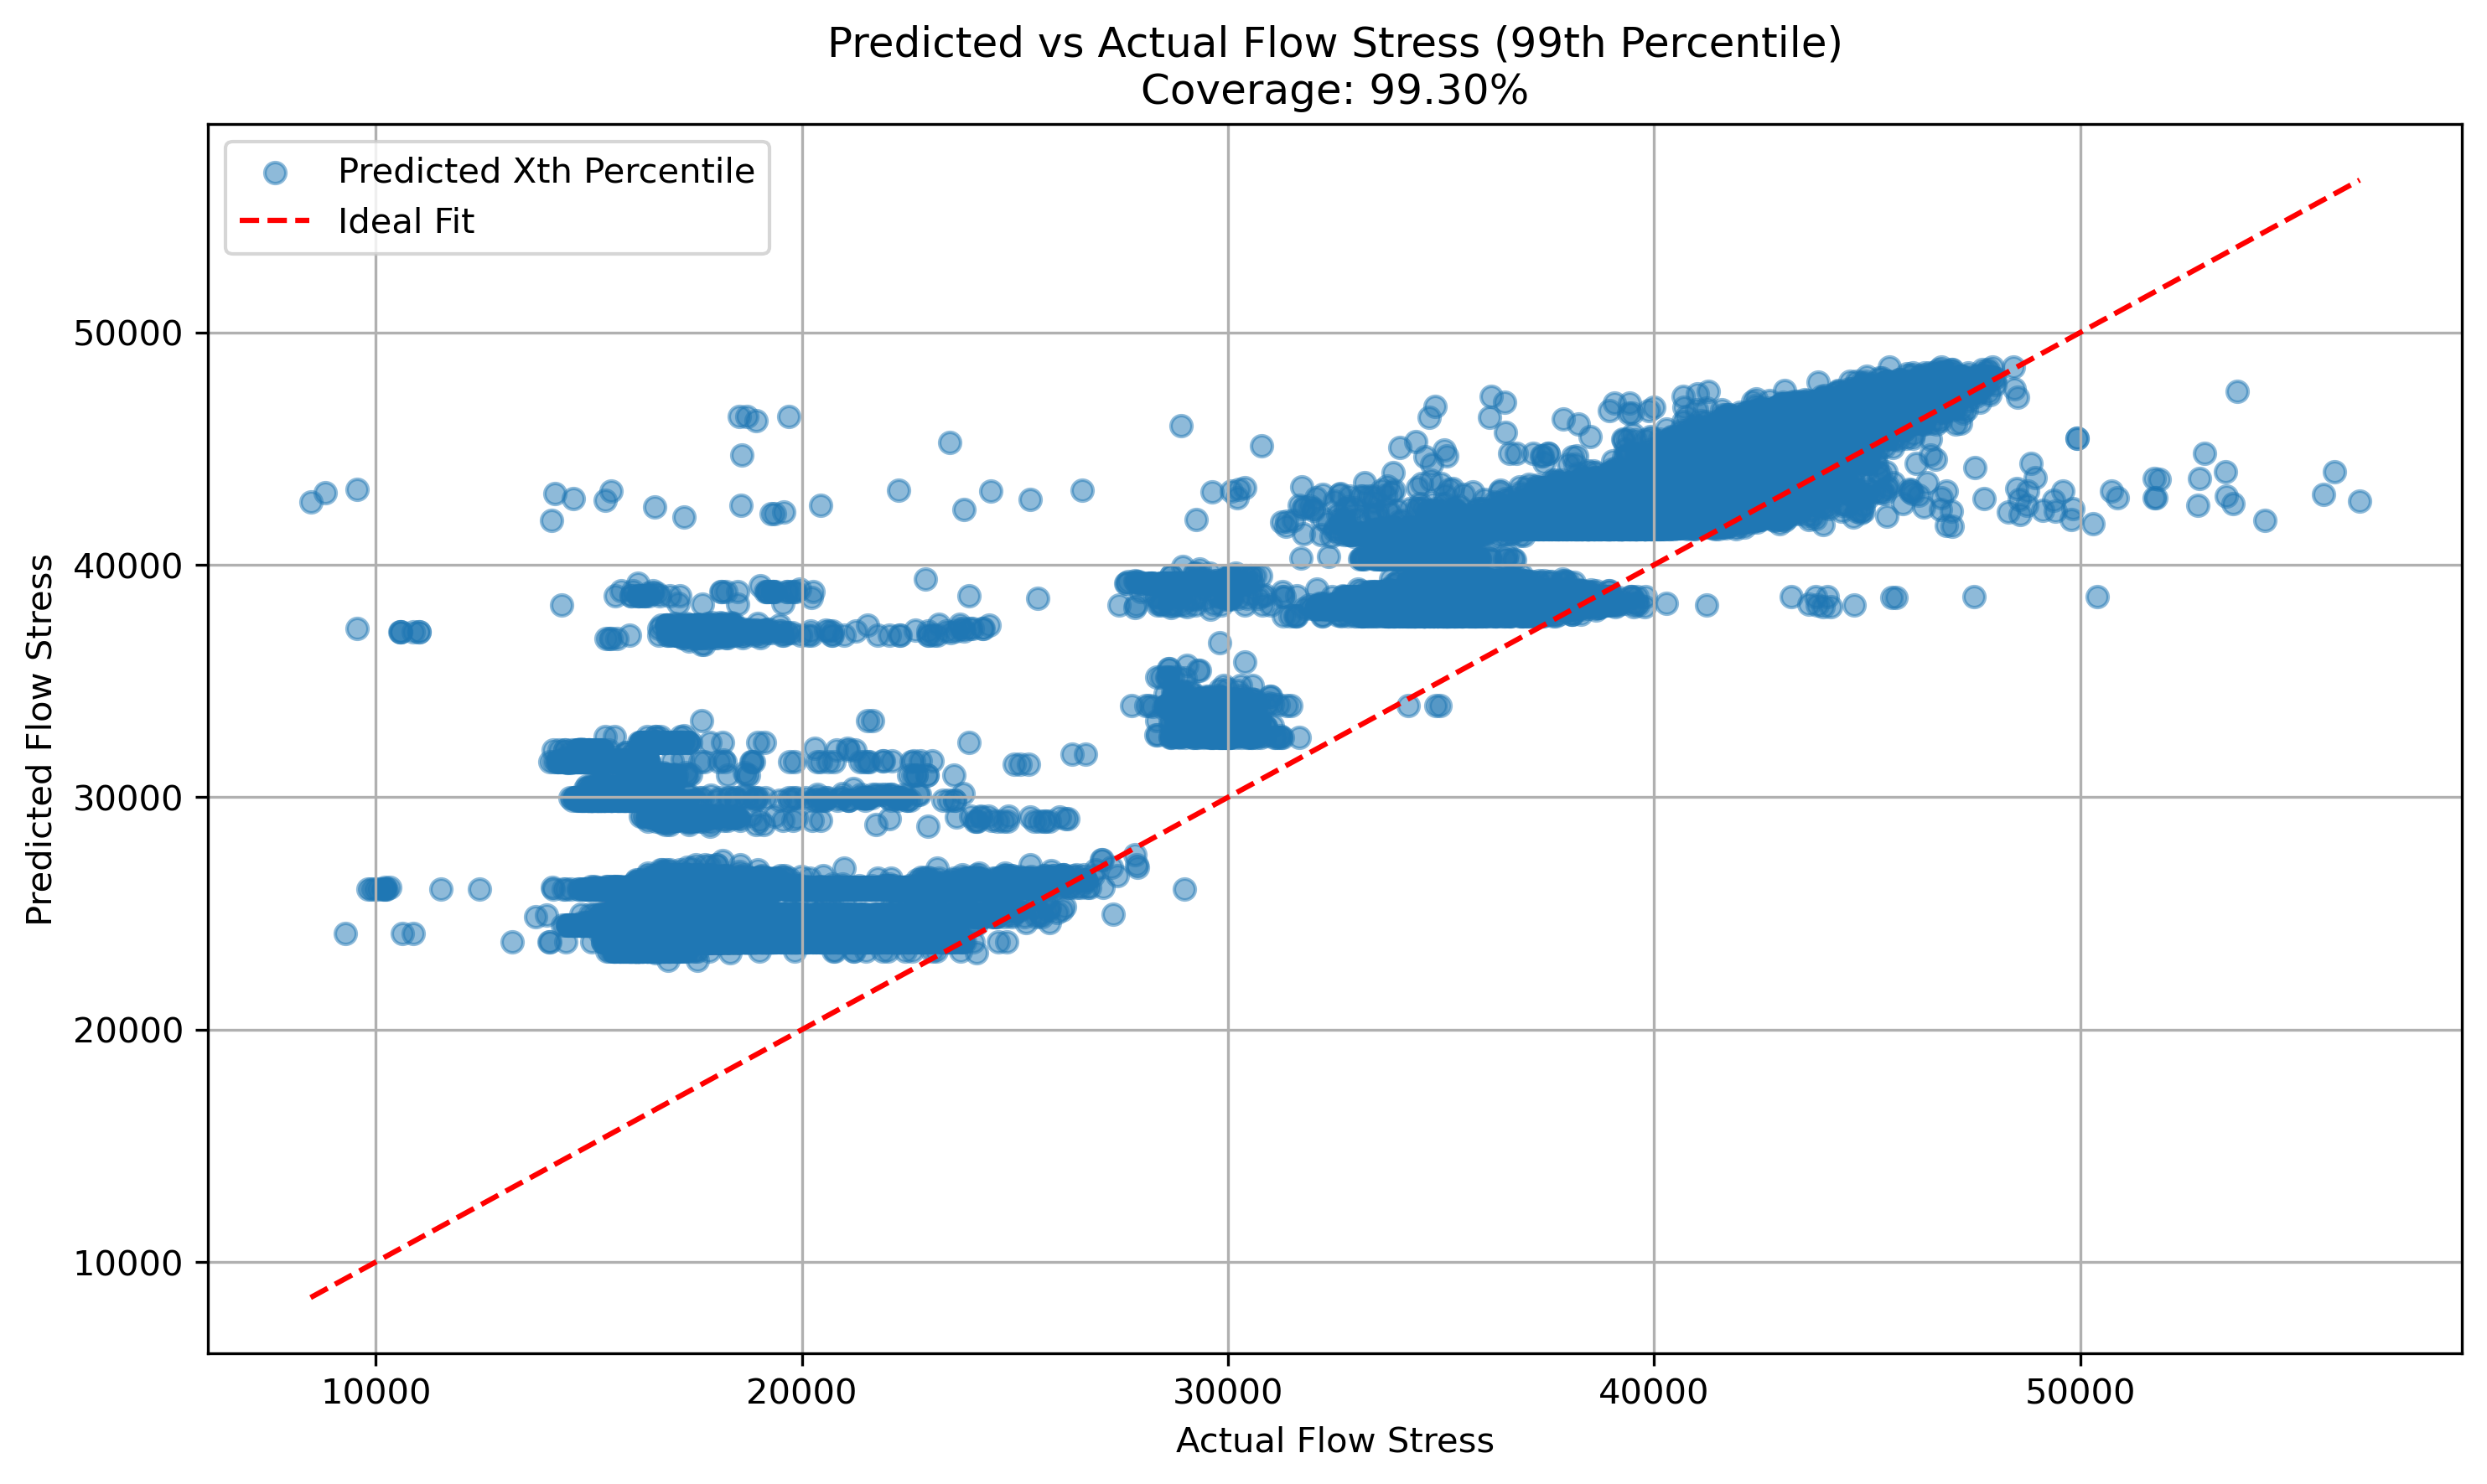 Predicted vs Actual Flow Stress (99th Percentile)
Coverage: 99.30%
Predicted Xth Percentile
Ideal Fit
Predicted Flow Stress
50000
40000
30000
20000
10000
10000
20000
30000
40000
50000
Actual Flow Stress